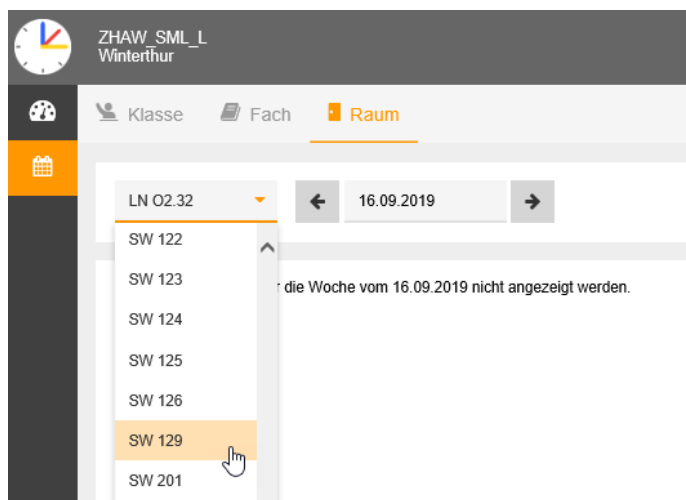 ZHAW_SML_L
Winterthur
Klasse Fach Raum
LN O2.32 16.09.2019
SW 122
SW 123
r die Woche vom 16.09.2019 nicht angezeigt werden.
SW 124
SW 125
SW 126
SW 129
SW 201